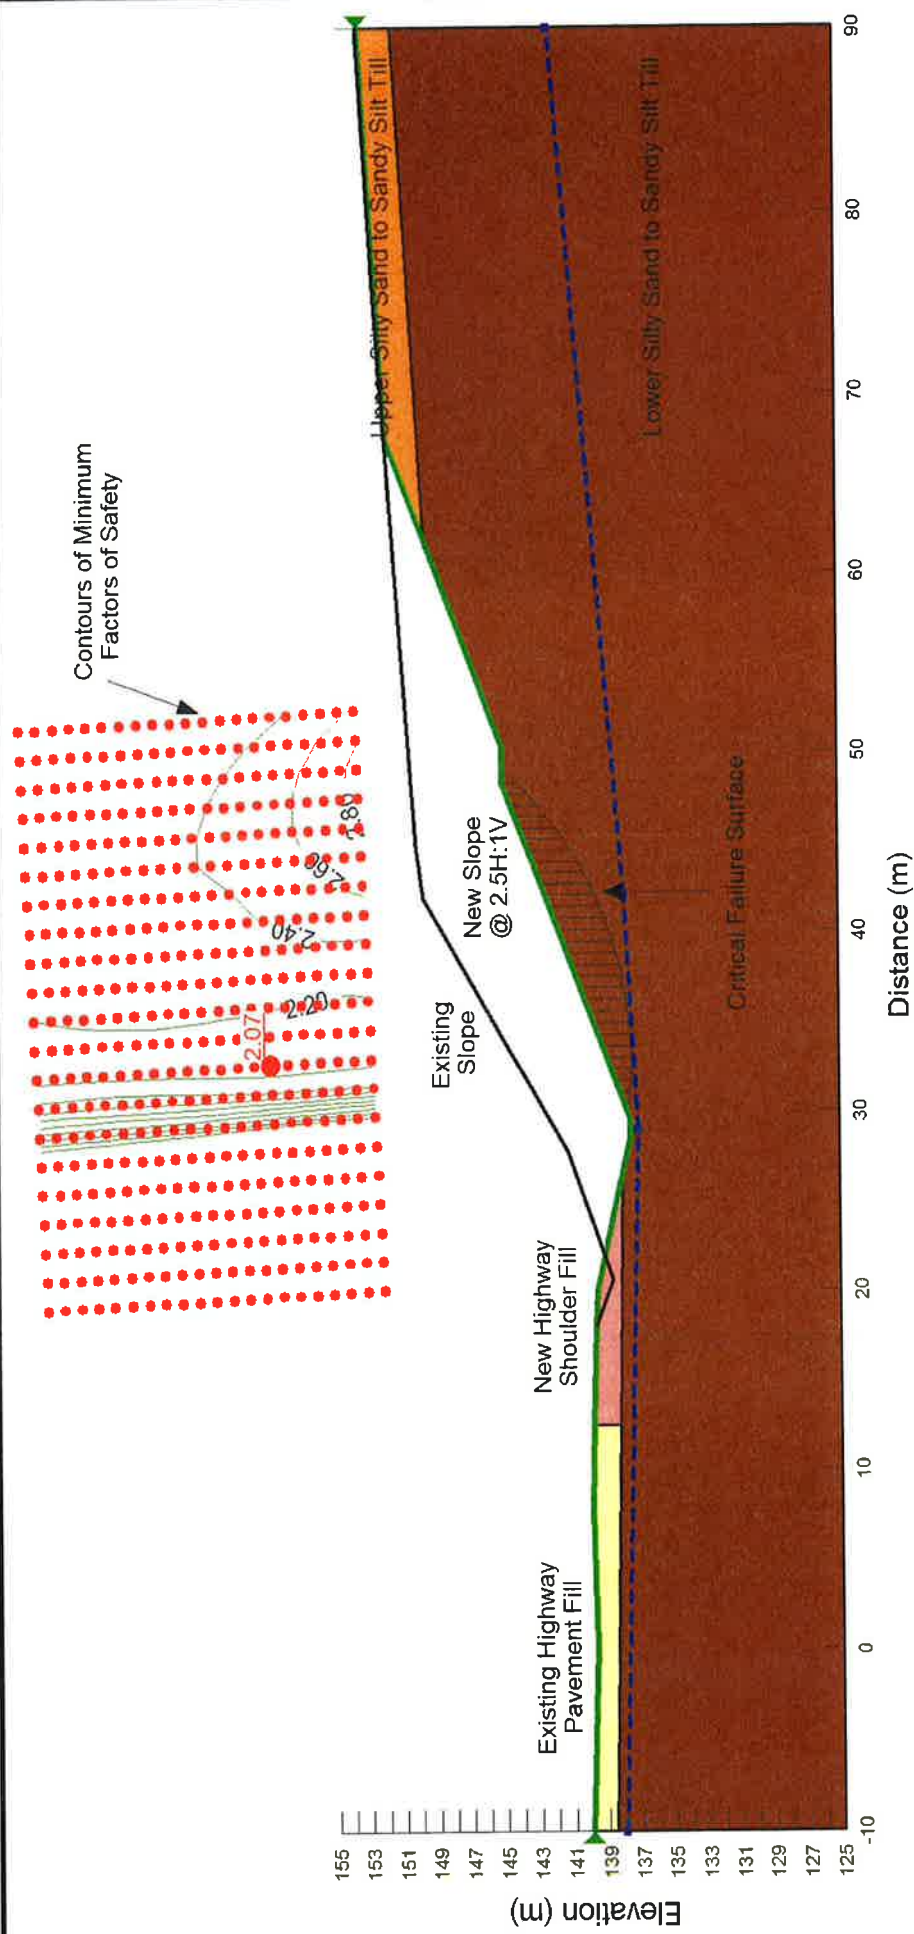 Contours of Minimum
Factors of Safety
2.80
2.60
2.40
2.20
2.07
Upper Silty Sand to Sandy Silt Till
Lower Silty Sand to Sandy Silt Till
New Slope
@ 2.5H:1V
Existing
Slope
Critical Failure Surface
New Highway
Shoulder Fill
Existing Highway
Pavement Fill
Elevation (m)
155
153
151
149
147
145
143
141
139
137
135
133
131
129
127
125
-10
0
10
20
30
40
50
60
70
80
90
Distance (m)